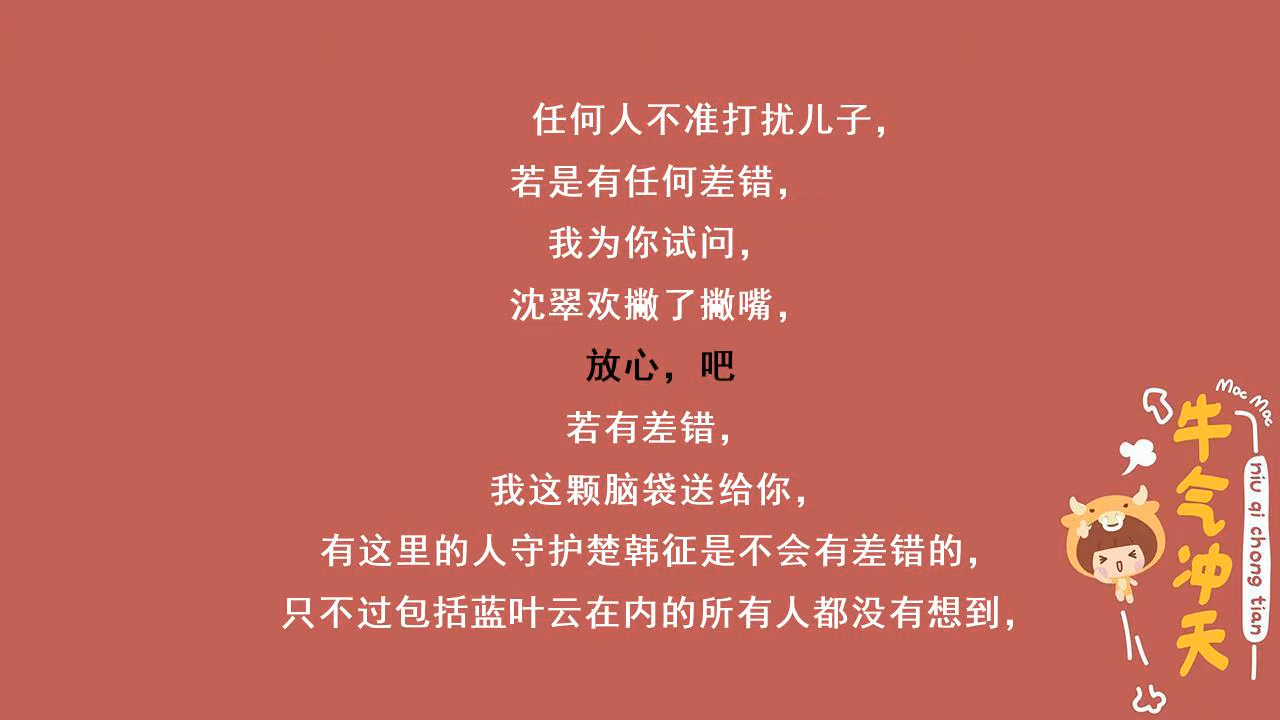 任何人不准打扰儿子，
若是有任何差错，
我为你试问，
沈翠欢撇了撇嘴，
放心，吧
若有差错，
我这颗脑袋送给你，
有这里的人守护楚韩征是不会有差错的，
只不过包括蓝叶云在内的所有人都没有想到，
Moc Moc
牛气冲天
niu qi chong tian